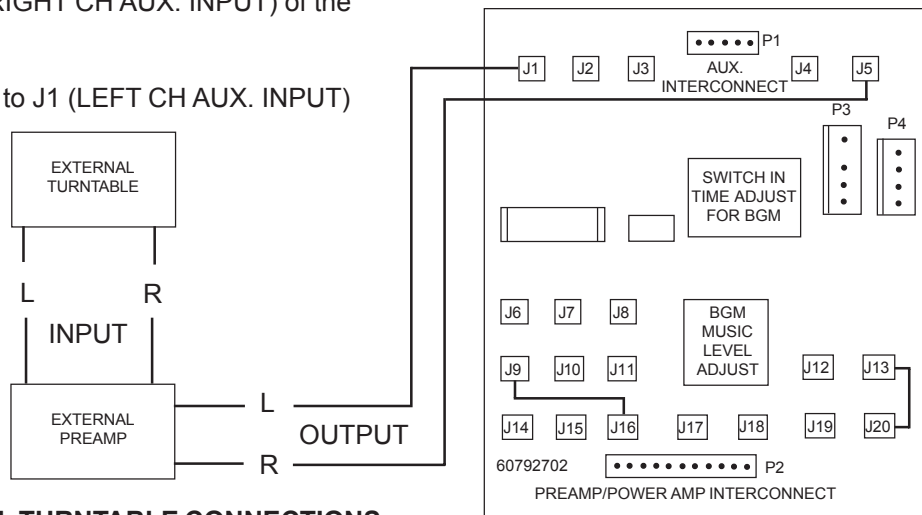 RIGHT CH AUX. INPUT) of the
to J1 (LEFT CH AUX. INPUT)
EXTERNAL
TURNTABLE
L
R
INPUT
EXTERNAL
PREAMP
L
OUTPUT
R
P1
J1
J2
J3
AUX.
INTERCONNECT
J4
J5
P3
P4
SWITCH IN
TIME ADJUST
FOR BGM
J6
J7
J8
BGM
MUSIC
LEVEL
ADJUST
J9
J10
J11
J12
J13
J14
J15
J16
J17
J18
J19
J20
60792702
P2
PREAMP/POWER AMP INTERCONNECT
TURNTABLE CONNECTIONS